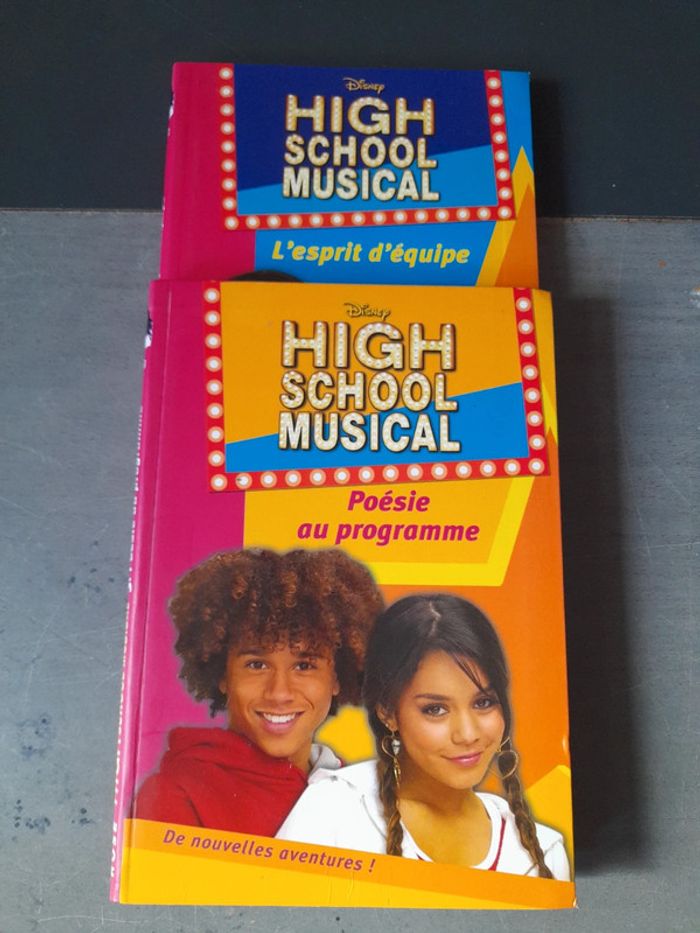 Disney
HIGH
SCHOOL
MUSICAL
L'esprit d'équipe
Disney
HIGH
SCHOOL
MUSICAL
Poésie
au programme
De nouvelles aventures !